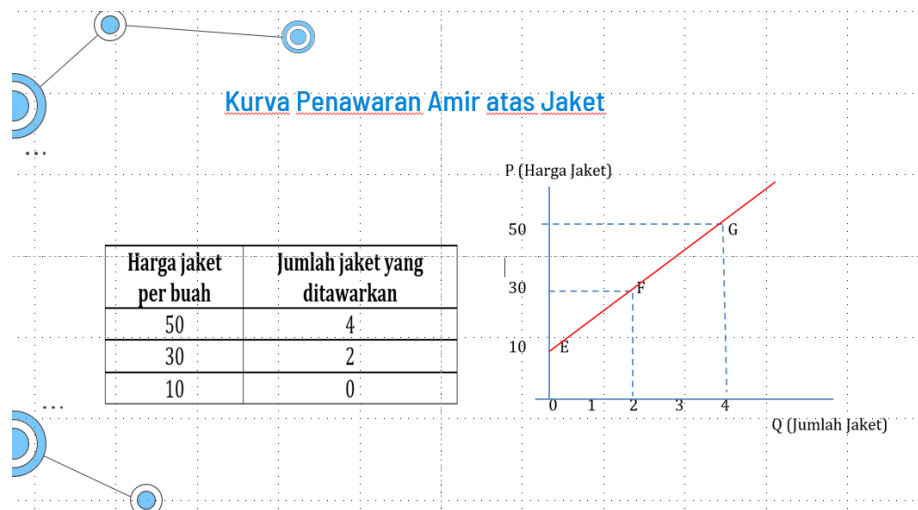 Kurva Penawaran Amir atas Jaket
...
Harga jaket per buah Jumlah jaket yang ditawarkan
50 4
30 2
10 0
...
P (Harga Jaket)
50
G
30
F
10
E
0 1 2 3 4
Q (Jumlah Jaket)